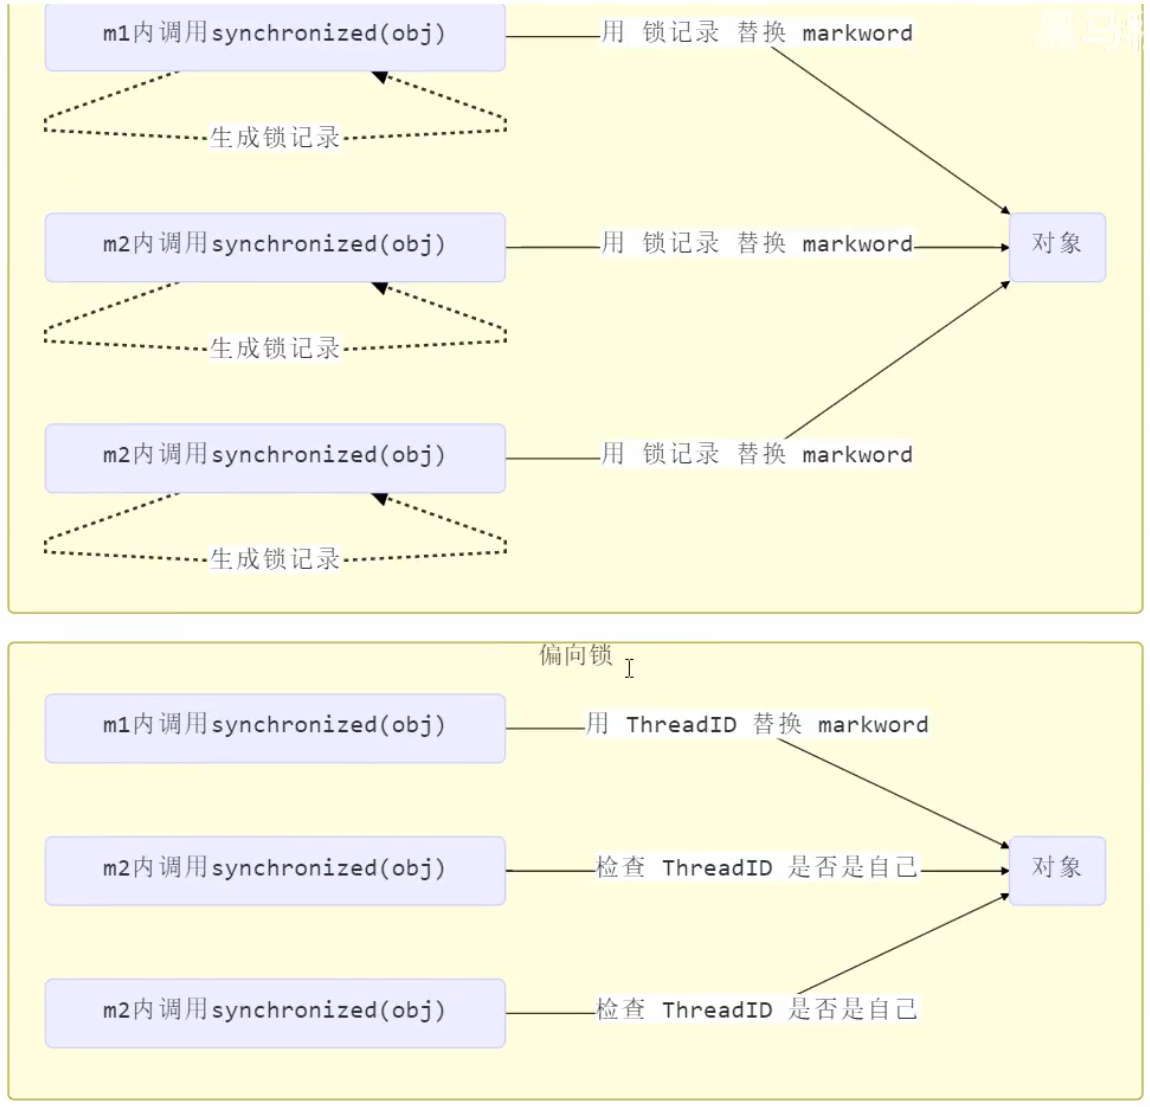 m1内调用synchronized(obj)
用 锁记录 替换 markword
生成锁记录
m2内调用synchronized(obj)
用 锁记录 替换 markword
对象
生成锁记录
m2内调用synchronized(obj)
用 锁记录 替换 markword
生成锁记录
偏向锁
m1内调用synchronized(obj)
用 ThreadID 替换 markword
m2内调用synchronized(obj)
检查 ThreadID 是否是自己
对象
m2内调用synchronized(obj)
检查 ThreadID 是否是自己